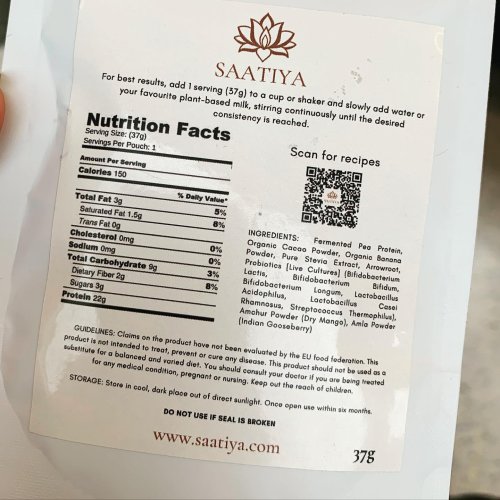 SAATIYA
For best results, add 1 serving (37g) to a cup or shaker and slowly add water or
your favourite plant-based milk, stirring continuously until the desired
consistency is reached.
Nutrition Facts
Serving Size: (37g)
Servings Per Pouch: 1
Amount Per Serving
Calories 150
% Daily Value*
Total Fat 3g 5%
Saturated Fat 1.5g 8%
Trans Fat 0g
Cholesterol 0mg 0%
Sodium 0mg 0%
Total Carbohydrate 9g 3%
Dietary Fiber 2g 8%
Sugars 3g
Protein 22g
Scan for recipes
SAATIYA
INGREDIENTS: Fermented Pea Protein,
Organic Cacao Powder, Organic Banana
Powder, Pure Stevia Extract, Arrowroot,
Probiotics [Live Cultures] (Bifidobacterium
Lactis, Bifidobacterium Bifidum,
Bifidobacterium Longum, Lactobacillus
Acidophilus, Lactobacillus Casei
Rhannosus, Streptococcus Thermophilus),
Amchur Powder (Dry Mango), Amla Powder
(Indian Gooseberry)
GUIDELINES: Claims on the product have not been evaluated by the EU food federation. This
product is not intended to treat, prevent or cure any disease. This product should not be used as a
substitute for a balanced and varied diet. You should consult your doctor if you are being treated
for any medical condition, pregnant or nursing. Keep out the reach of children.
STORAGE: Store in cool, dark place out of direct sunlight. Once open use within six months.
DO NOT USE IF SEAL IS BROKEN
www.saatiya.com
37g